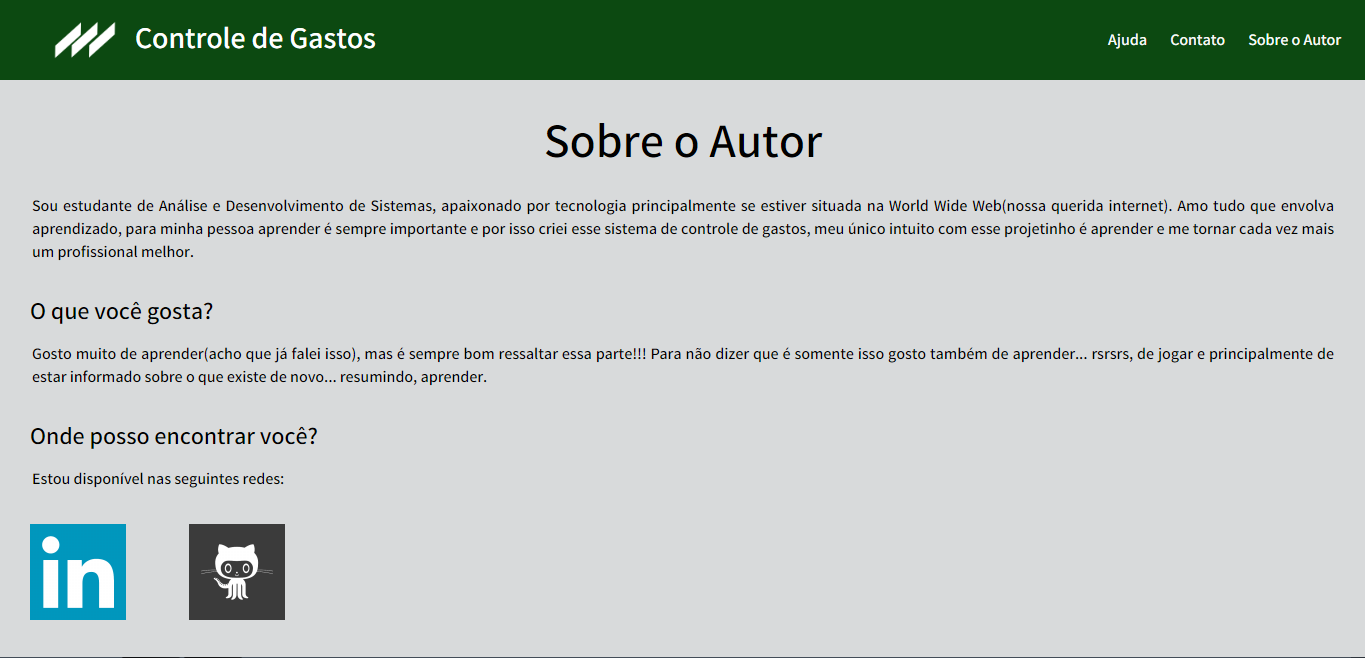 Controle de Gastos
Ajuda Contato Sobre o Autor
Sobre o Autor
Sou estudante de Análise e Desenvolvimento de Sistemas, apaixonado por tecnologia principalmente se estiver situada na World Wide Web(nossa querida internet). Amo tudo que envolva
aprendizado, para minha pessoa aprender é sempre importante e por isso criei esse sistema de controle de gastos, meu único intuito com esse projetinho é aprender e me tornar cada vez mais
um profissional melhor.
O que você gosta?
Gosto muito de aprender(acho que já falei isso), mas é sempre bom ressaltar essa parte!!! Para não dizer que é somente isso gosto também de aprender... rsrsrs, de jogar e principalmente de
estar informado sobre o que existe de novo... resumindo, aprender.
Onde posso encontrar você?
Estou disponível nas seguintes redes:
in